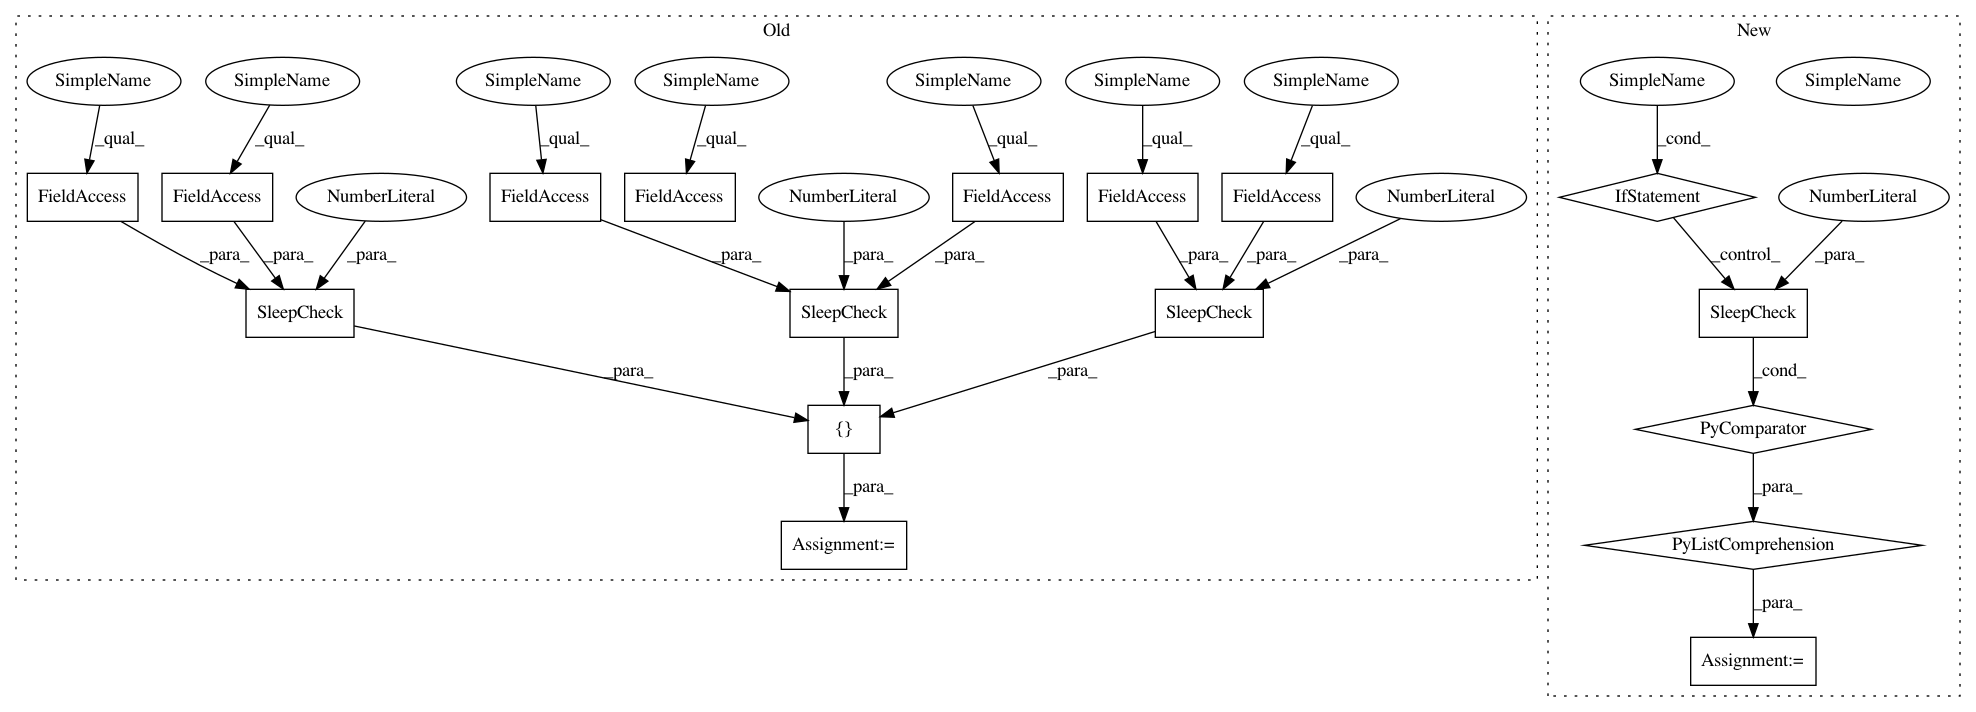 Old
New
SimpleName SimpleName SimpleName SimpleName SimpleName SimpleName SimpleName SimpleName SimpleName
_qual_ _qual_ _qual_ _qual_ _qual_ _qual_ _qual_ _cond_
FieldAccess FieldAccess NumberLiteral FieldAccess FieldAccess NumberLiteral FieldAccess FieldAccess FieldAccess NumberLiteral IfStatement NumberLiteral
_para_ _para_ _para_ _para_ _para_ _para_ _para_ _para_ _para_ _control_ _para_
SleepCheck SleepCheck SleepCheck SleepCheck
_para_ _para_ _para_ _cond_
{} PyComparator
_para_ _para_
Assignment:= PyListComprehension
_para_
Assignment:=